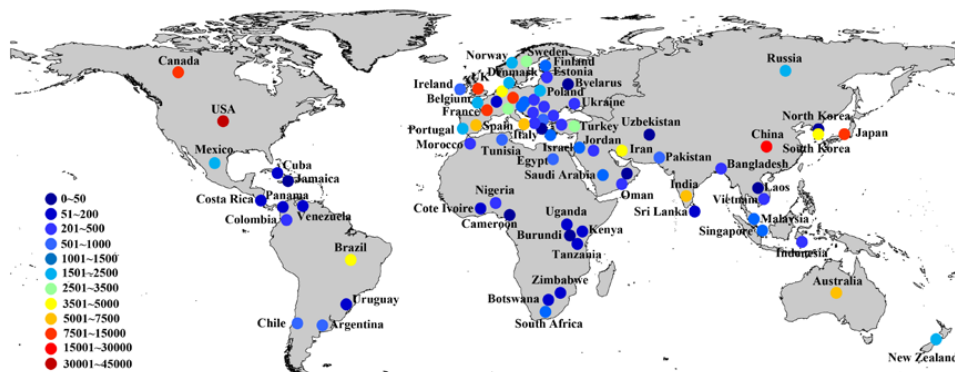 Canada
USA
Mexico
Cuba
Jamaica
Costa Rica
Panama
Venezuela
Colombia
Brazil
Uruguay
Chile
Argentina
Norway
Sweden
Finland
Estonia
Denmark
Byelarus
Ireland
UK
Belgium
Poland
Ukraine
France
Portugal
Spain
Italy
Turkey
Morocco
Tunisia
Israel
Jordan
Egypt
Saudi Arabia
Uzbekistan
Iran
Pakistan
Oman
Russia
North Korea
China
Japan
South Korea
Bangladesh
India
Laos
Vietnam
Sri Lanka
Malaysia
Singapore
Indonesia
Nigeria
Cote Ivoire
Cameroon
Uganda
Burundi
Kenya
Tanzania
Zimbabwe
Botswana
South Africa
Australia
New Zealand
0~50
51~200
201~500
501~1000
1001~1500
1501~2500
2501~3500
3501~5000
5001~7500
7501~15000
15001~30000
30001~45000